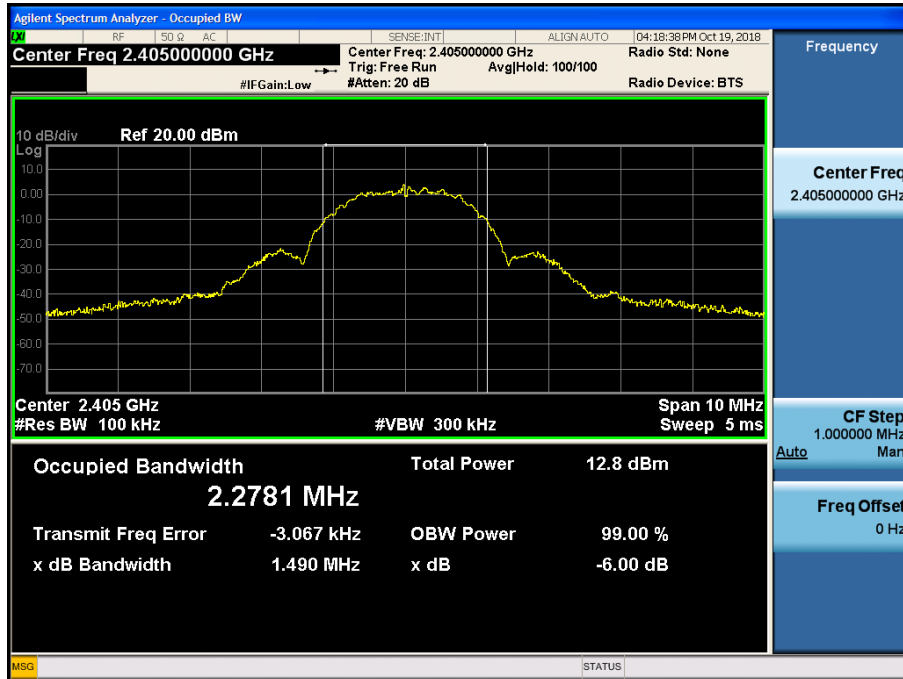 Agilent Spectrum Analyzer - Occupied BW
LXI RF 50 Ω AC SENSE:INT ALIGN AUTO 04:18:38 PM Oct 19, 2018
Center Freq 2.405000000 GHz
Center Freq: 2.405000000 GHz
Radio Std: None
Trig: Free Run Avg|Hold: 100/100
#IFGain:Low
#Atten: 20 dB
Radio Device: BTS
10 dB/div Ref 20.00 dBm
Log
10.0
0.00
-10.0
-20.0
-30.0
-40.0
-50.0
-60.0
-70.0
Center 2.405 GHz Span 10 MHz
#Res BW 100 kHz #VBW 300 kHz Sweep 5 ms
Occupied Bandwidth Total Power 12.8 dBm
2.2781 MHz
Transmit Freq Error -3.067 kHz OBW Power 99.00 %
x dB Bandwidth 1.490 MHz x dB -6.00 dB
MSG STATUS
Frequency
Center Freq
2.405000000 GHz
CF Step
1.000000 MHz
Auto Man
Freq Offset
0 Hz